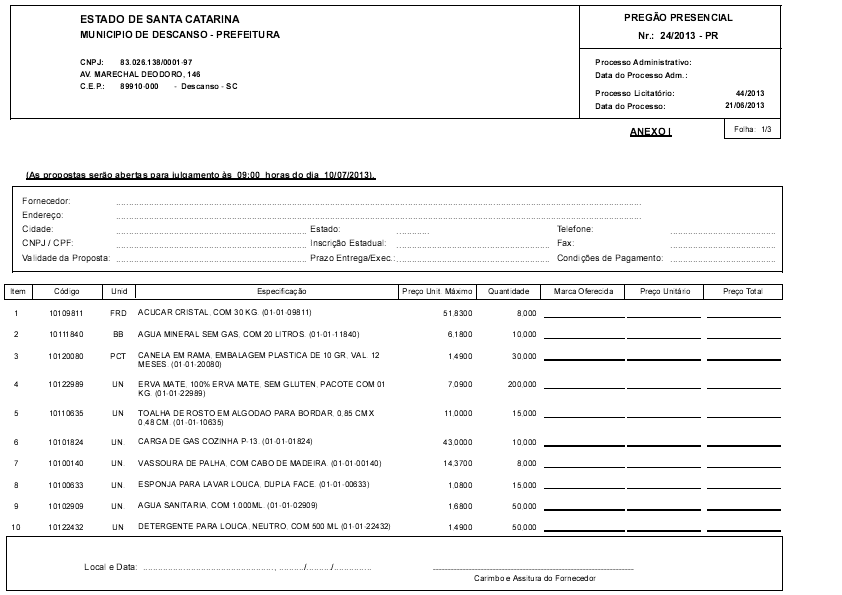 ESTADO DE SANTA CATARINA
MUNICIPIO DE DESCANSO - PREFEITURA
CNPJ: 83.026.138/0001-97
AV. MARECHAL DEODORO, 146
C.E.P.: 89910-000 - Descanso - SC
PREGÃO PRESENCIAL
Nr.: 24/2013 - PR
Processo Administrativo:
Data do Processo Adm.:
Processo Licitatório: 44/2013
Data do Processo: 21/06/2013
ANEXO I
Folha: 1/3
(As propostas serão abertas para julgamento às 09:00 horas do dia 10/07/2013).
Fornecedor:
Endereço:
Cidade: Estado: Telefone:
CNPJ / CPF: Inscrição Estadual: Fax:
Validade da Proposta: Prazo Entrega/Exec.: Condições de Pagamento:
Item Código Unid Especificação Preço Unit. Máximo Quantidade Marca Oferecida Preço Unitário Preço Total
1 10109811 FRD ACUCAR CRISTAL, COM 30 KG. (01-01-09811) 51,8300 8,000
2 10111840 BB AGUA MINERAL SEM GAS, COM 20 LITROS. (01-01-11840) 6,1800 10,000
3 10120080 PCT CANELA EM RAMA, EMBALAGEM PLASTICA DE 10 GR, VAL. 12 1,4900 30,000
MESES. (01-01-20080)
4 10122989 UN ERVA MATE, 100% ERVA MATE, SEM GLUTEN, PACOTE COM 01 7,0900 200,000
KG. (01-01-22989)
5 10110635 UN TOALHA DE ROSTO EM ALGODAO PARA BORDAR, 0,85 CM X 11,0000 15,000
0,48 CM. (01-01-10635)
6 10101824 UN CARGA DE GAS COZINHA P-13. (01-01-01824) 43,0000 10,000
7 10100140 UN VASSOURA DE PALHA, COM CABO DE MADEIRA (01-01-00140) 14,3700 8,000
8 10100633 UN ESPONJA PARA LAVAR LOUCA, DUPLA FACE. (01-01-00633) 1,0800 15,000
9 10102909 UN AGUA SANITARIA, COM 1.000ML (01-01-02909) 1,6800 50,000
10 10122432 UN DETERGENTE PARA LOUCA, NEUTRO, COM 500 ML (01-01-22432) 1,4900 50,000
Local e Data: ................................................., ........../........../..............
Carimbo e Assitura do Fornecedor